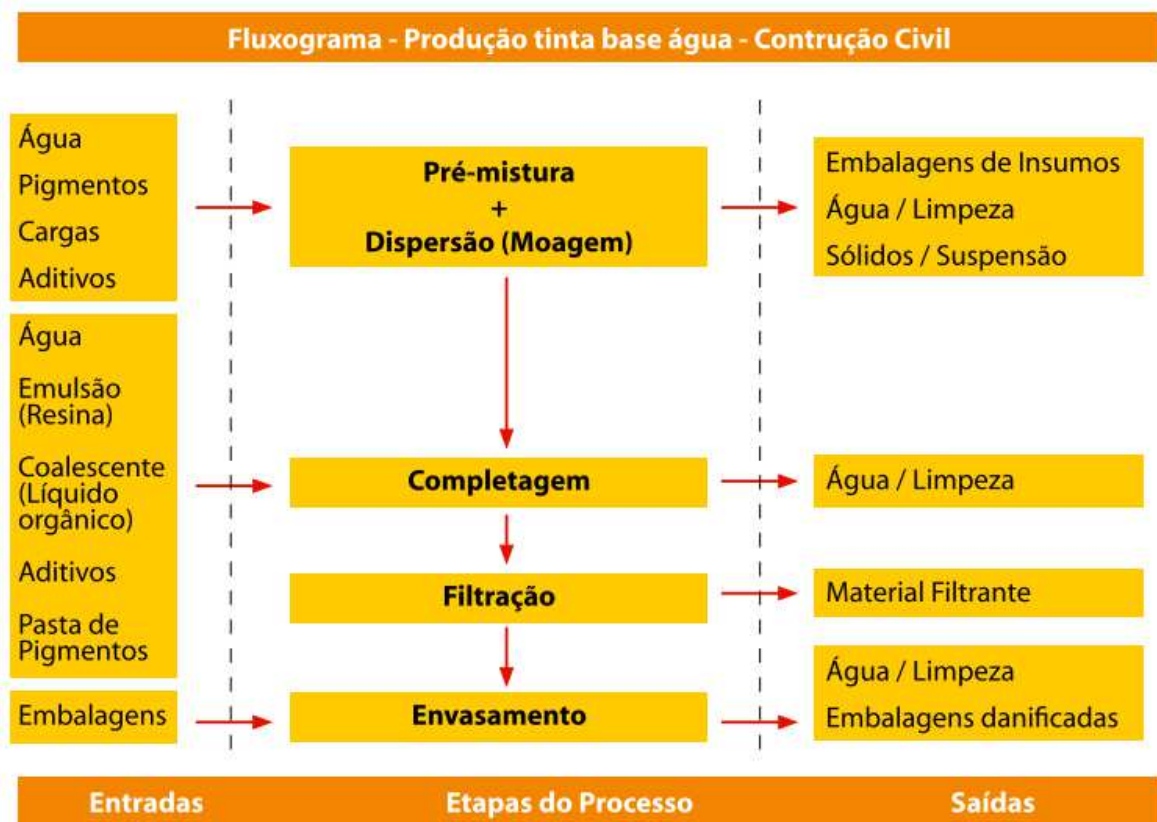 Fluxograma - Produção tinta base água - Contrução Civil
Água
Pigmentos
Cargas
Aditivos
Pré-mistura
+
Dispersão (Moagem)
Embalagens de Insumos
Água / Limpeza
Sólidos / Suspensão
Água
Emulsão
(Resina)
Coalescente
(Líquido
orgânico)
Aditivos
Pasta de
Pigmentos
Completagem
Água / Limpeza
Filtração
Material Filtrante
Embalagens
Envasamento
Água / Limpeza
Embalagens danificadas
Entradas
Etapas do Processo
Saídas